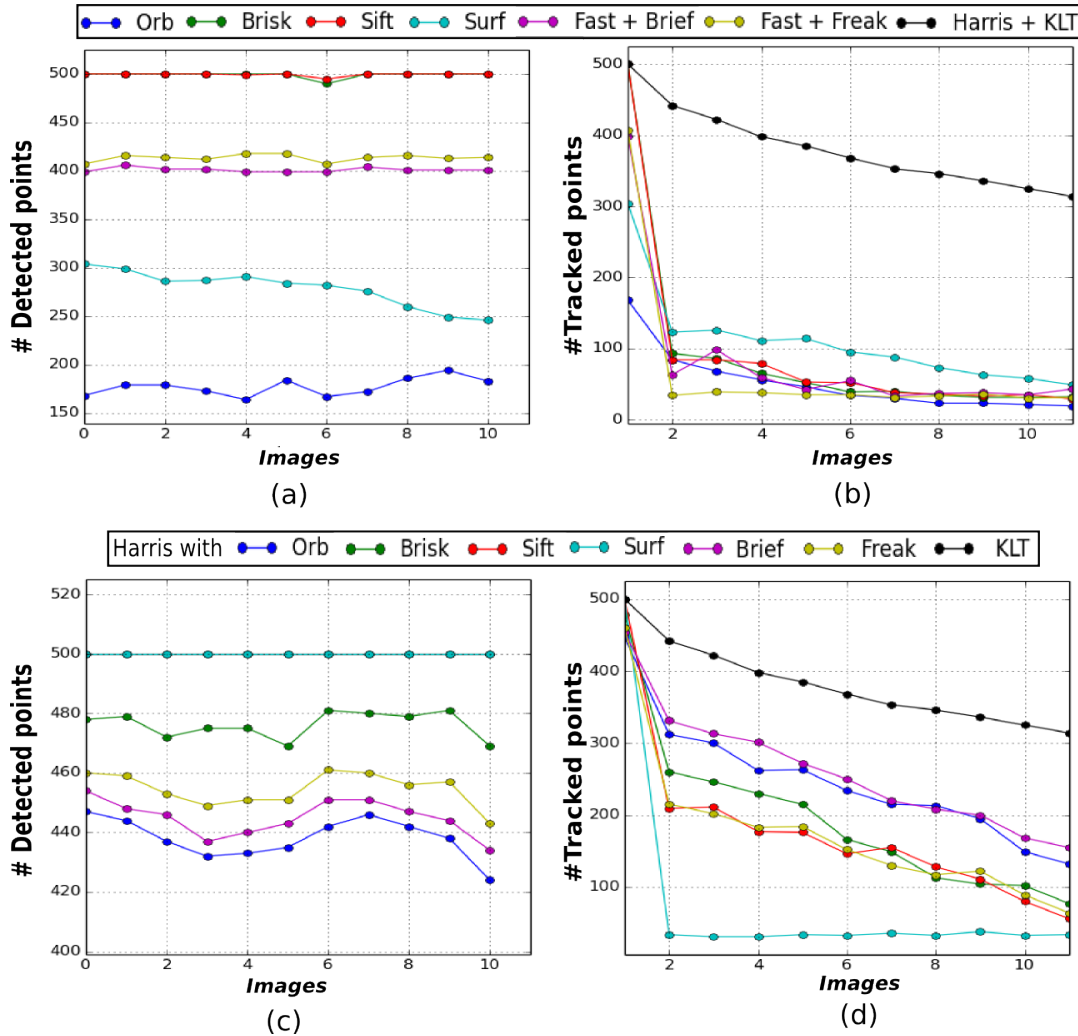 Orb Brisk Sift Surf Fast + Brief Fast + Freak Harris + KLT
# Detected points
500
450
400
350
300
250
200
150
0 2 4 6 8 10
Images
(a)
#Tracked points
500
400
300
200
100
0
2 4 6 8 10
Images
(b)
Harris with Orb Brisk Sift Surf Brief Freak KLT
# Detected points
520
500
480
460
440
420
400
0 2 4 6 8 10
Images
(c)
#Tracked points
500
400
300
200
100
2 4 6 8 10
Images
(d)